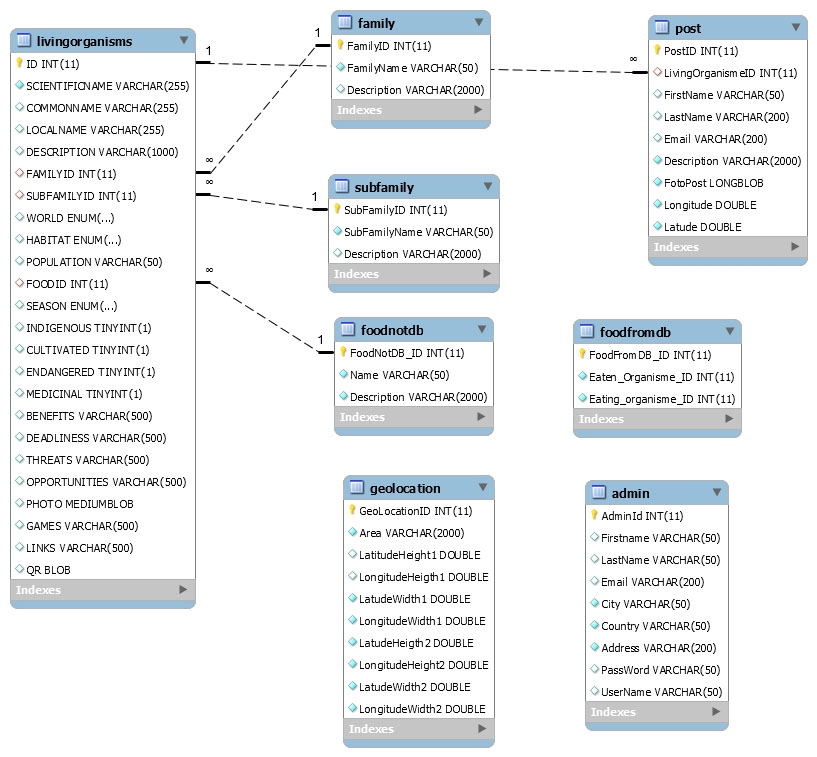 livingorganisms
ID INT(11)
SCIENTIFICNAME VARCHAR(255)
COMMONNAME VARCHAR(255)
LOCALNAME VARCHAR(255)
DESCRIPTION VARCHAR(1000)
FAMILYID INT(11)
SUBFAMILYID INT(11)
WORLD ENUM(...)
HABITAT ENUM(...)
POPULATION VARCHAR(50)
FOODID INT(11)
SEASON ENUM(...)
INDIGENOUS TINYINT(1)
CULTIVATED TINYINT(1)
ENDANGERED TINYINT(1)
MEDICINAL TINYINT(1)
BENEFITS VARCHAR(500)
DEADLINESS VARCHAR(500)
THREATS VARCHAR(500)
OPPORTUNITIES VARCHAR(500)
PHOTO MEDIUMBLOB
GAMES VARCHAR(500)
LINKS VARCHAR(500)
QR BLOB
Indexes
1
∞
∞
∞
1
family
FamilyID INT(11)
FamilyName VARCHAR(50)
Description VARCHAR(2000)
Indexes
1
subfamily
SubFamilyID INT(11)
SubFamilyName VARCHAR(50)
Description VARCHAR(2000)
Indexes
1
foodnotdb
FoodNotDB_ID INT(11)
Name VARCHAR(50)
Description VARCHAR(2000)
Indexes
geolocation
GeoLocationID INT(11)
Area VARCHAR(2000)
LatitudeHeight1 DOUBLE
LongitudeHeigth1 DOUBLE
LatudeWidth1 DOUBLE
LongitudeWidth1 DOUBLE
LatudeHeigth2 DOUBLE
LongitudeHeight2 DOUBLE
LatudeWidth2 DOUBLE
LongitudeWidth2 DOUBLE
Indexes
∞
post
PostID INT(11)
LivingOrganismeID INT(11)
FirstName VARCHAR(50)
LastName VARCHAR(200)
Email VARCHAR(200)
Description VARCHAR(2000)
FotoPost LONGBLOB
Longitude DOUBLE
Latude DOUBLE
Indexes
foodfromdb
FoodFromDB_ID INT(11)
Eaten_Organisme_ID INT(11)
Eating_organisme_ID INT(11)
Indexes
admin
AdminId INT(11)
Firstname VARCHAR(50)
LastName VARCHAR(50)
Email VARCHAR(200)
City VARCHAR(50)
Country VARCHAR(50)
Address VARCHAR(200)
PassWord VARCHAR(50)
UserName VARCHAR(50)
Indexes